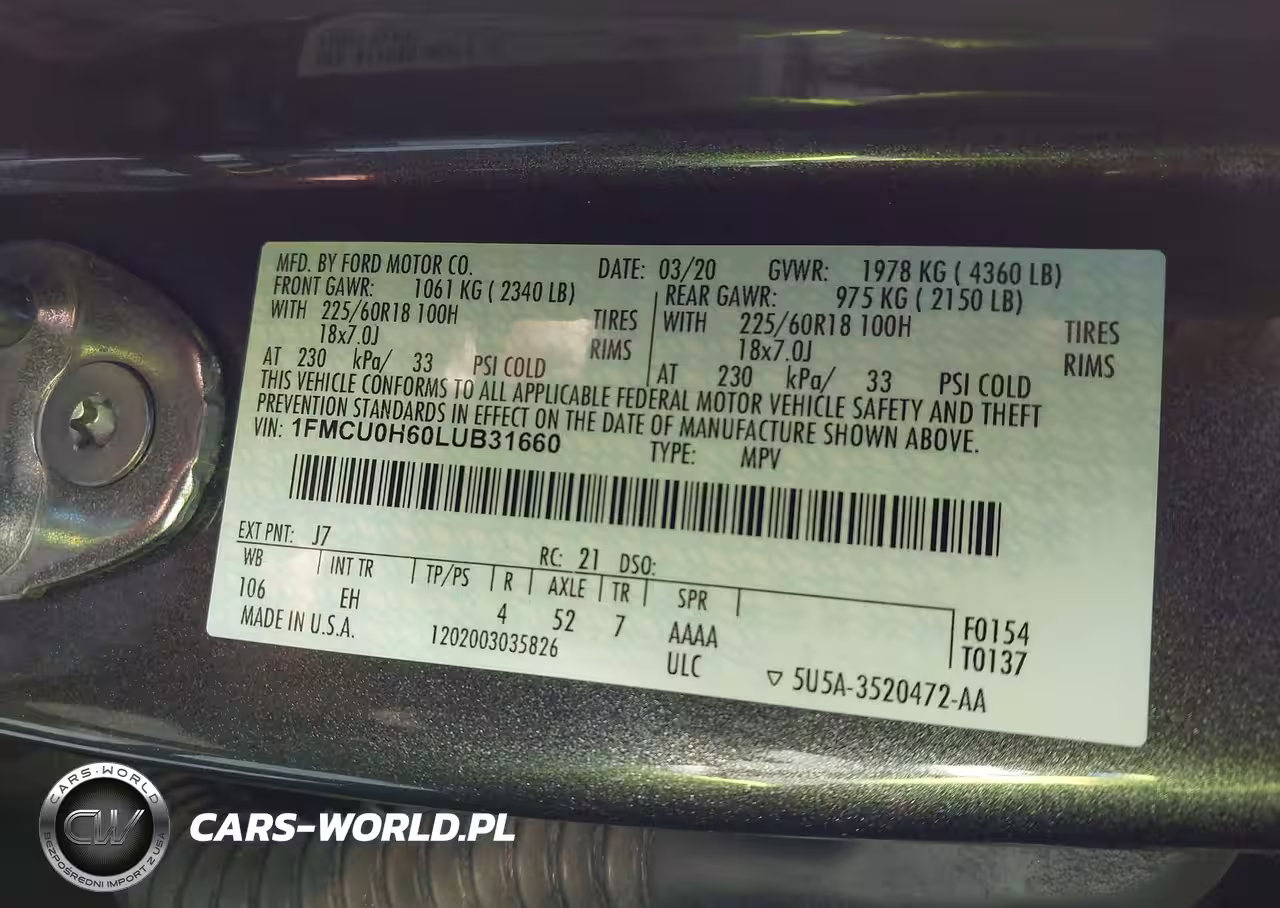 MFD. BY FORD MOTOR CO. DATE: 03/20 GVWR: 1978 KG ( 4360 LB)
FRONT GAWR: 1061 KG ( 2340 LB) REAR GAWR: 975 KG ( 2150 LB)
WITH 225/60R18 100H TIRES WITH 225/60R18 100H TIRES
18x7.0J RIMS 18x7.0J RIMS
AT 230 kPa/ 33 PSI COLD AT 230 kPa/ 33 PSI COLD
THIS VEHICLE CONFORMS TO ALL APPLICABLE FEDERAL MOTOR VEHICLE SAFETY AND THEFT
PREVENTION STANDARDS IN EFFECT ON THE DATE OF MANUFACTURE SHOWN ABOVE.
VIN: 1FMCU0H60LUB31660 TYPE: MPV
EXT PNT: J7 RC: 21 DSO:
WB INT TR TP/PS R AXLE TR SPR
106 EH 4 52 7 AAAA F0154
MADE IN U.S.A. 1202003035826 ULC T0137
▽ 5U5A-3520472-AA
CARS-WORLD
CW
BEZPOŚREDNI IMPORT Z USA
CARS-WORLD.PL